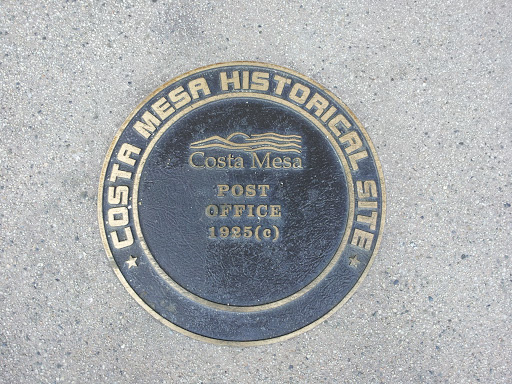 COSTA MESA HISTORICAL SITE
Costa Mesa
POST
OFFICE
1925(c)